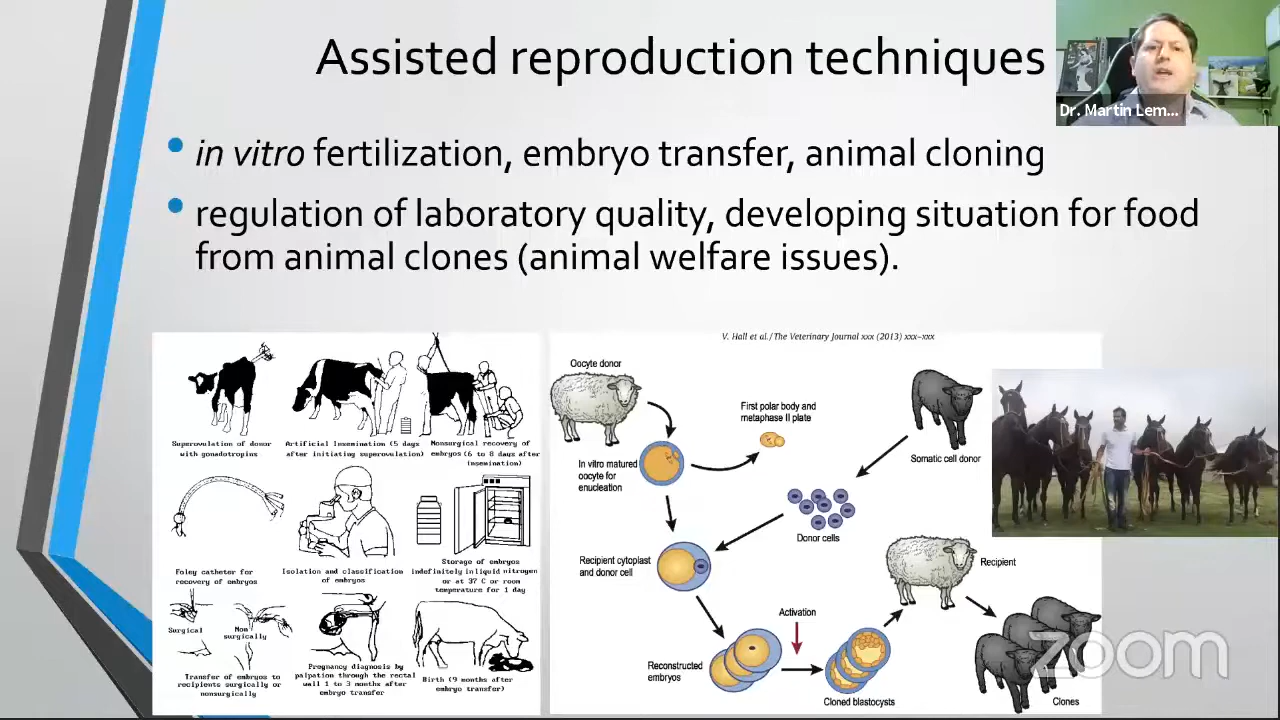 Assisted reproduction techniques
Dr. Martin Lem...
in vitro fertilization, embryo transfer, animal cloning
regulation of laboratory quality, developing situation for food
from animal clones (animal welfare issues).
Superovulation of donor
with gonadotropins
Artificial Insemination (5 days
after initiating superovulation)
Nonsurgical recovery of
embryos (6 to 8 days after
insemination)
Foley catheter for
recovery of embryos
Isolation and classification
of embryos
Storage of embryos
indefinitely in liquid nitrogen
or at 37 C or room
temperature for 1 day
Surgical
Non
surgically
Transfer of embryos to
recipients surgically or
nonsurgically
Pregnancy diagnosis by
palpation through the rectal
wall 1 to 3 months after
embryo transfer
Birth (9 months after
embryo transfer)
V. Hall et al. / The Veterinary Journal xxx (2013) xxx–xxx
Oocyte donor
First polar body and
metaphase II plate
Somatic cell donor
In vitro matured
oocyte for
enucleation
Donor cells
Recipient cytoplast
and donor cell
Recipient
Activation
Reconstructed
embryos
Cloned blastocysts
Clones
zoom